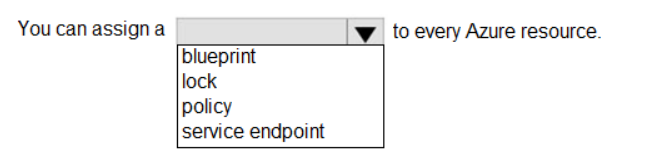 You can assign a ▼ to every Azure resource.
blueprint
lock
policy
service endpoint